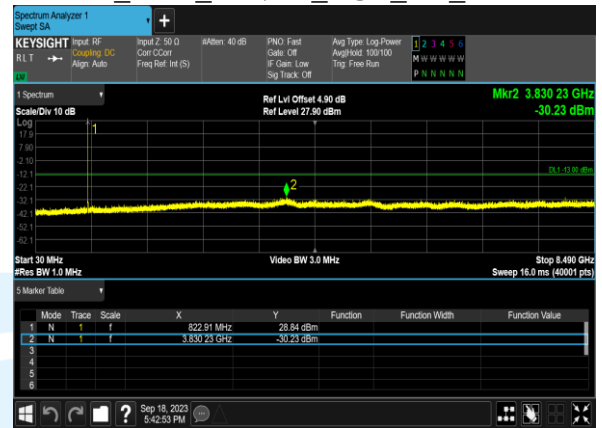 Spectrum Analyzer 1
Swept SA
+
KEYSIGHT
RLT
LV
Input: RF
Coupling: DC
Align: Auto
Input Z: 50 Ω
Corr CCorr
Freq Ref: Int (S)
#Atten: 40 dB
PNO: Fast
Gate: Off
IF Gain: Low
Sig Track: Off
Avg Type: Log-Power
Avg|Hold: 100/100
Trig: Free Run
1 2 3 4 5 6
M W W W W W
P N N N N N
1 Spectrum
Scale/Div 10 dB
Ref Lvl Offset 4.90 dB
Ref Level 27.90 dBm
Mkr2 3.830 23 GHz
-30.23 dBm
Log
17.9
7.90
-2.10
-12.1
-22.1
-32.1
-42.1
-52.1
-62.1
1
2
DL1 -13.00 dBm
Start 30 MHz
#Res BW 1.0 MHz
Video BW 3.0 MHz
Stop 8.490 GHz
Sweep 16.0 ms (40001 pts)
5 Marker Table
Mode Trace Scale X Y Function Function Width Function Value
1 N 1 f 822.91 MHz 28.84 dBm
2 N 1 f 3.830 23 GHz -30.23 dBm
3
4
5
6
?
Sep 18, 2023
5:42:53 PM